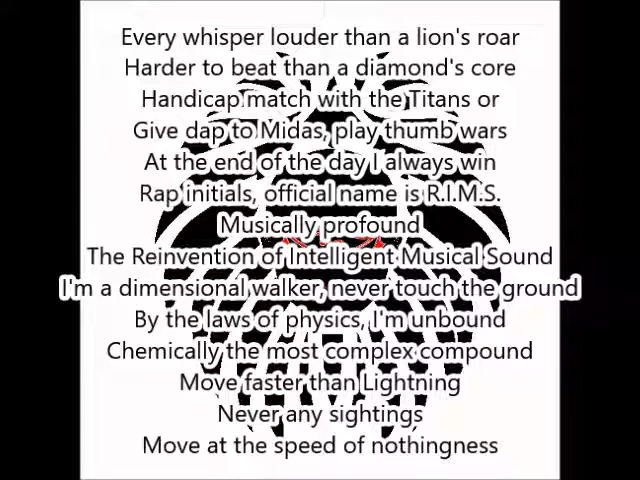 Every whisper louder than a lion's roar
Harder to beat than a diamond's core
Handicap match with the Titans or
Give dap to Midas, play thumb wars
At the end of the day I always win
Rap initials, official name is R.I.M.S.
Musically profound
The Reinvention of Intelligent Musical Sound
I'm a dimensional walker, never touch the ground
By the laws of physics, I'm unbound
Chemically the most complex compound
Move faster than Lightning
Never any sightings
Move at the speed of nothingness